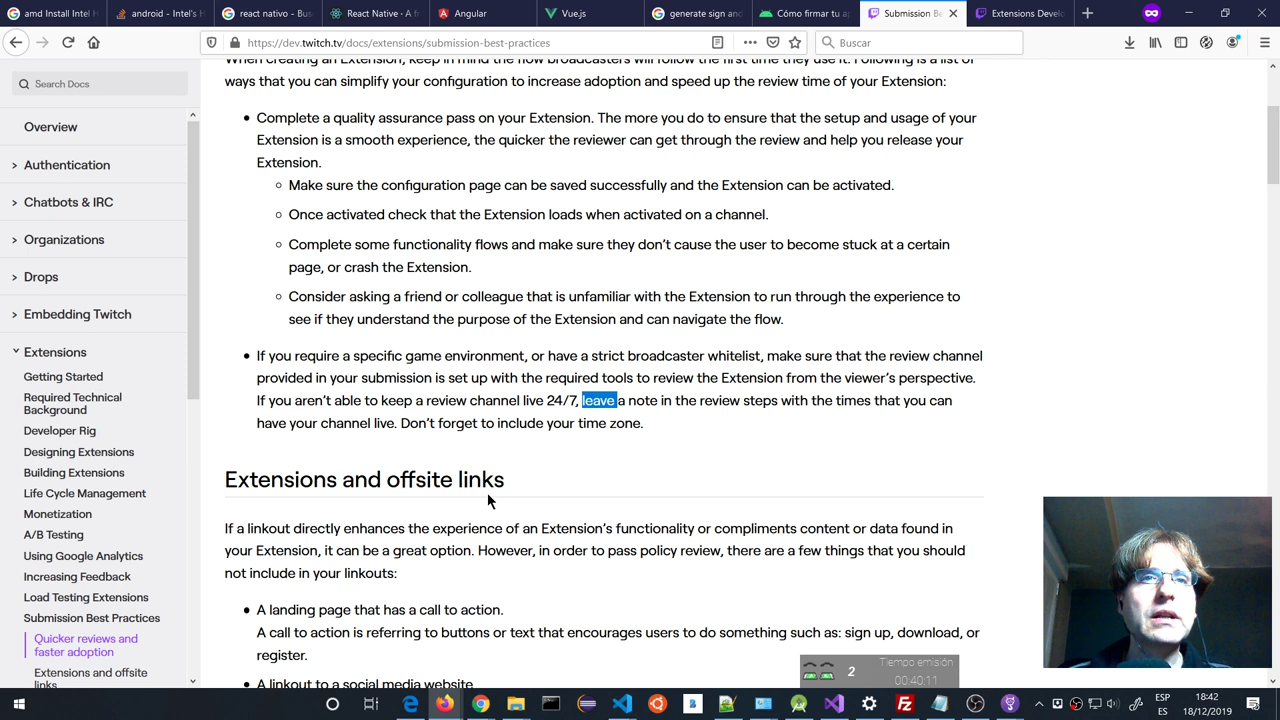 and Install Intel H
android - Intel's H
react nativo - Bus
React Native · A f
Angular
Vue.js
generate sign and
Cómo firmar tu a
Submission Be
Extensions Develo
https://dev.twitch.tv/docs/extensions/submission-best-practices
Buscar
Search Docs
Overview
Authentication
Chatbots & IRC
Organizations
Drops
Embedding Twitch
Extensions
Getting Started
Required Technical
Background
Developer Rig
Designing Extensions
Building Extensions
Life Cycle Management
Monetization
A/B Testing
Using Google Analytics
Increasing Feedback
Load Testing Extensions
Submission Best Practices
Quicker reviews and
faster adoption
Extensions and offsite
links
When creating an Extension, keep in mind the flow broadcasters will follow the first time they use it. Following is a list of
ways that you can simplify your configuration to increase adoption and speed up the review time of your Extension:
Complete a quality assurance pass on your Extension. The more you do to ensure that the setup and usage of your
Extension is a smooth experience, the quicker the reviewer can get through the review and help you release your
Extension.
Make sure the configuration page can be saved successfully and the Extension can be activated.
Once activated check that the Extension loads when activated on a channel.
Complete some functionality flows and make sure they don't cause the user to become stuck at a certain
page, or crash the Extension.
Consider asking a friend or colleague that is unfamiliar with the Extension to run through the experience to
see if they understand the purpose of the Extension and can navigate the flow.
If you require a specific game environment, or have a strict broadcaster whitelist, make sure that the review channel
provided in your submission is set up with the required tools to review the Extension from the viewer's perspective.
If you aren't able to keep a review channel live 24/7, leave a note in the review steps with the times that you can
have your channel live. Don't forget to include your time zone.
Extensions and offsite links
If a linkout directly enhances the experience of an Extension's functionality or compliments content or data found in
your Extension, it can be a great option. However, in order to pass policy review, there are a few things that you should
not include in your linkouts:
A landing page that has a call to action.
A call to action is referring to buttons or text that encourages users to do something such as: sign up, download, or
register.
A linkout to a social media website
2
Tiempo emisión
00:40:11
ESP
ES
18:42
18/12/2019